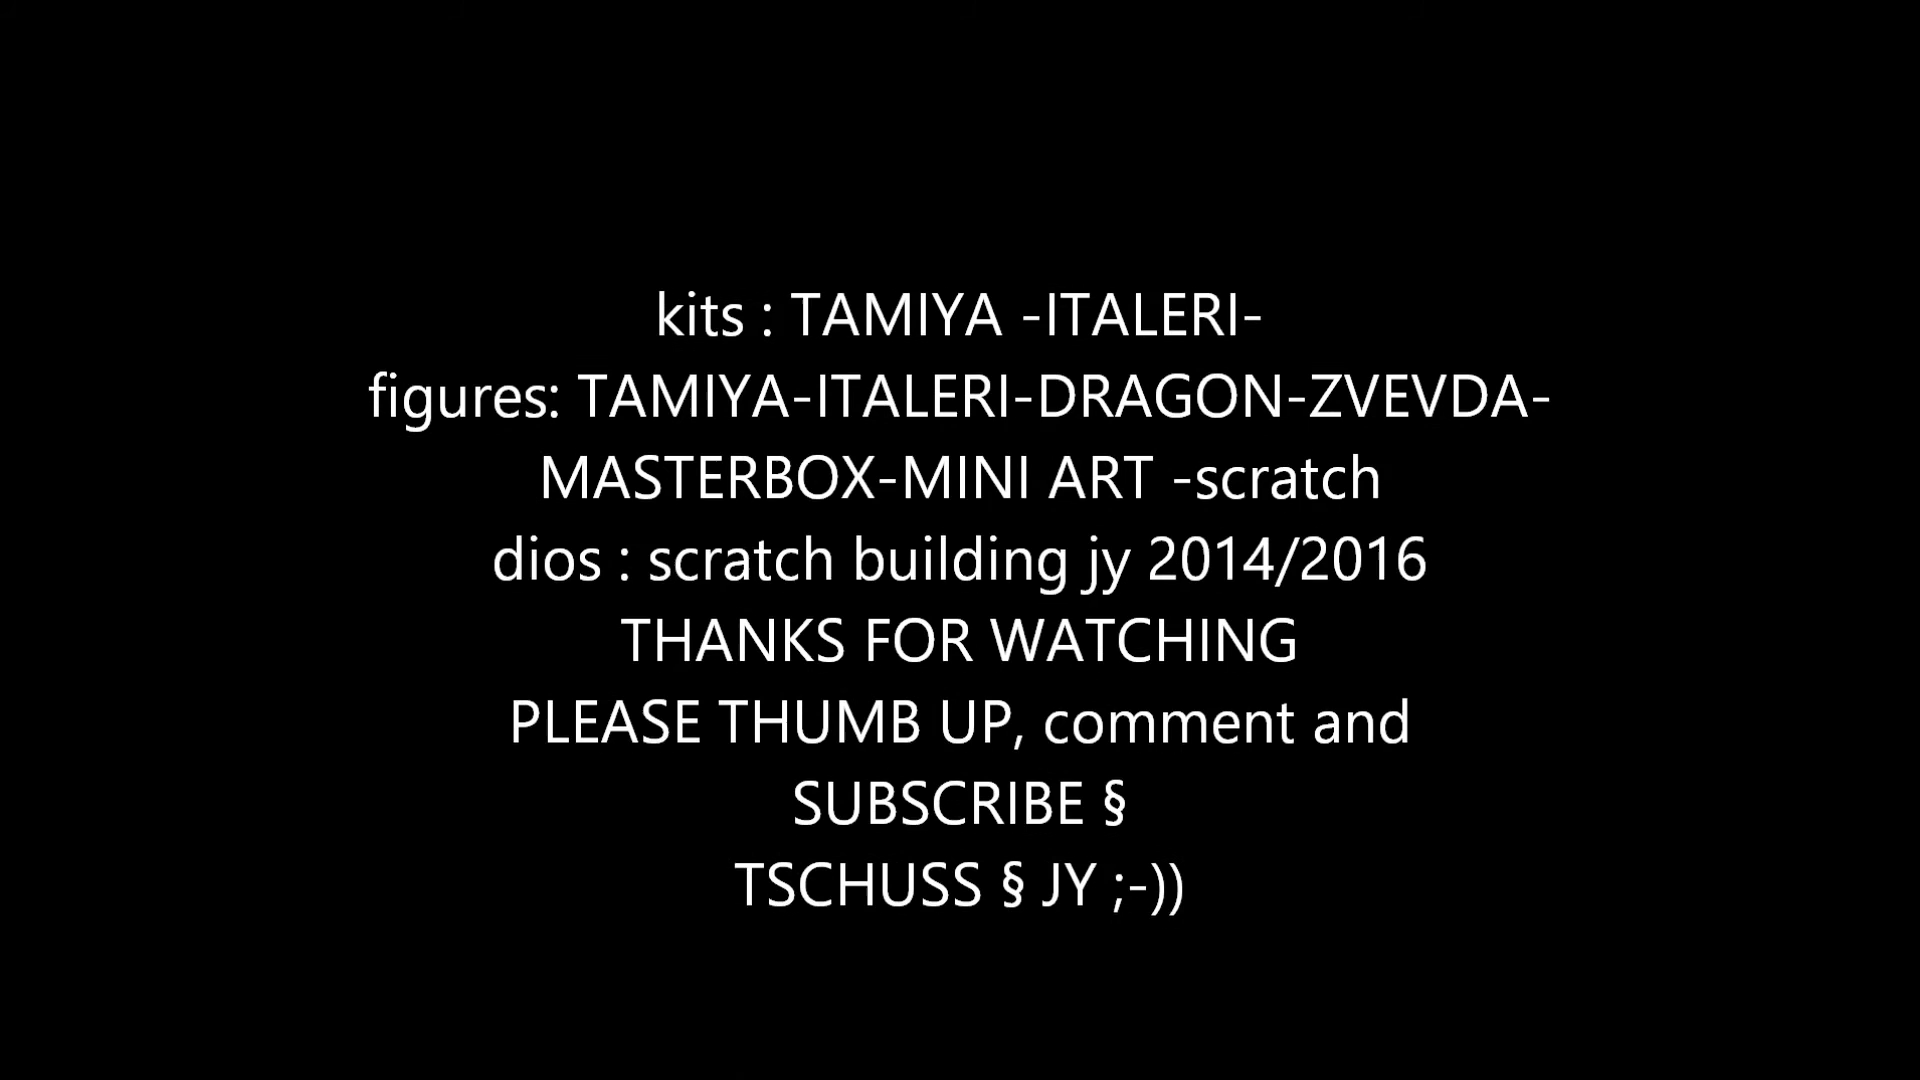 kits : TAMIYA -ITALERI-
figures: TAMIYA-ITALERI-DRAGON-ZVEVDA-
MASTERBOX-MINI ART -scratch
dios : scratch building jy 2014/2016
THANKS FOR WATCHING
PLEASE THUMB UP, comment and
SUBSCRIBE §
TSCHUSS § JY ;-))